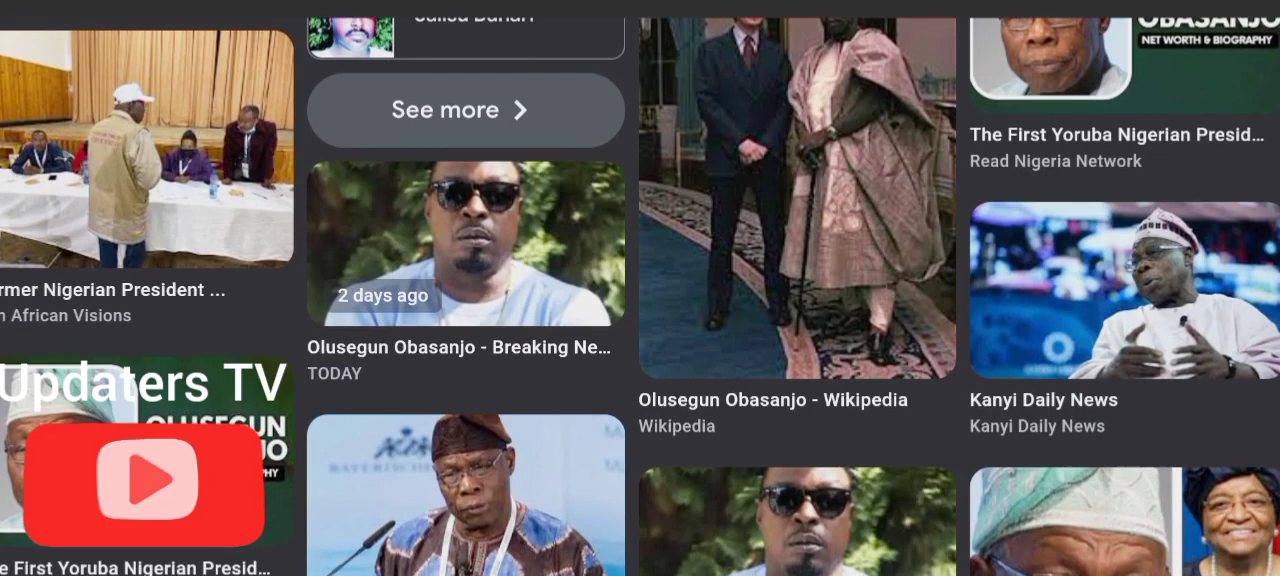 2 days ago
See more
rmer Nigerian President ...
n African Visions
Updaters TV
OLUSEGUN
JO
PHY
e First Yoruba Nigerian Presid...
Olusegun Obasanjo - Breaking Ne...
TODAY
Olusegun Obasanjo - Wikipedia
Wikipedia
OBASANJO
NET WORTH & BIOGRAPHY
The First Yoruba Nigerian Presid...
Read Nigeria Network
Kanyi Daily News
Kanyi Daily News